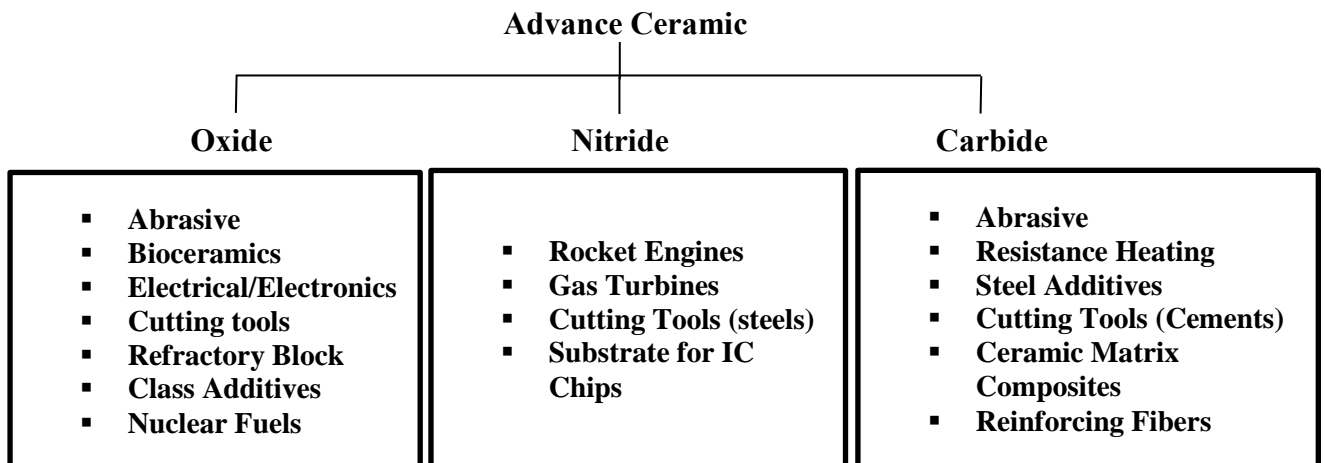 Advance Ceramic
Oxide
Nitride
Carbide
▪ Abrasive
▪ Bioceramics
▪ Electrical/Electronics
▪ Cutting tools
▪ Refractory Block
▪ Class Additives
▪ Nuclear Fuels
▪ Rocket Engines
▪ Gas Turbines
▪ Cutting Tools (steels)
▪ Substrate for IC
Chips
▪ Abrasive
▪ Resistance Heating
▪ Steel Additives
▪ Cutting Tools (Cements)
▪ Ceramic Matrix
Composites
▪ Reinforcing Fibers